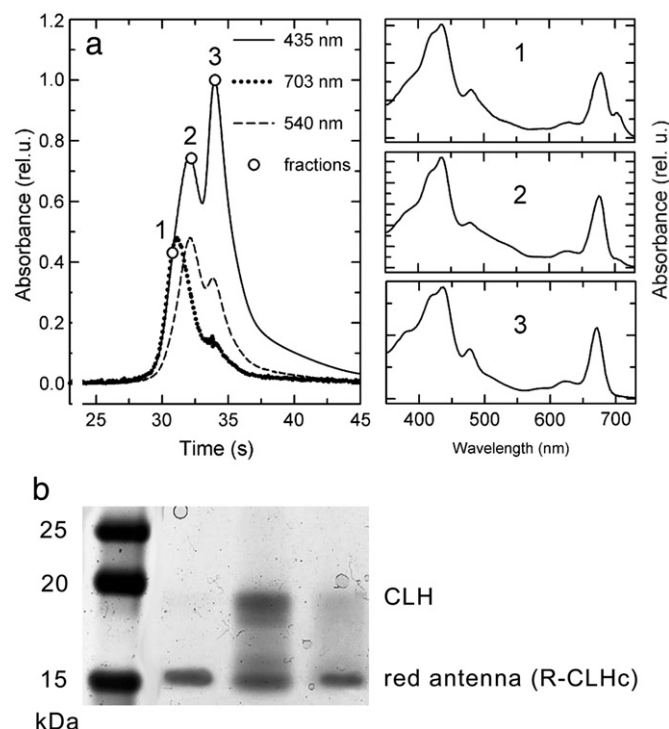 a
435 nm
703 nm
540 nm
fractions
1
2
3
Absorbance (rel.u.)
1.2
1.0
0.8
0.6
0.4
0.2
0.0
25 30 35 40 45
Time (s)
1
2
3
Absorbance (rel. u.)
400 500 600 700
Wavelength (nm)
b
25
20
15
kDa
CLH
red antenna (R-CLHc)